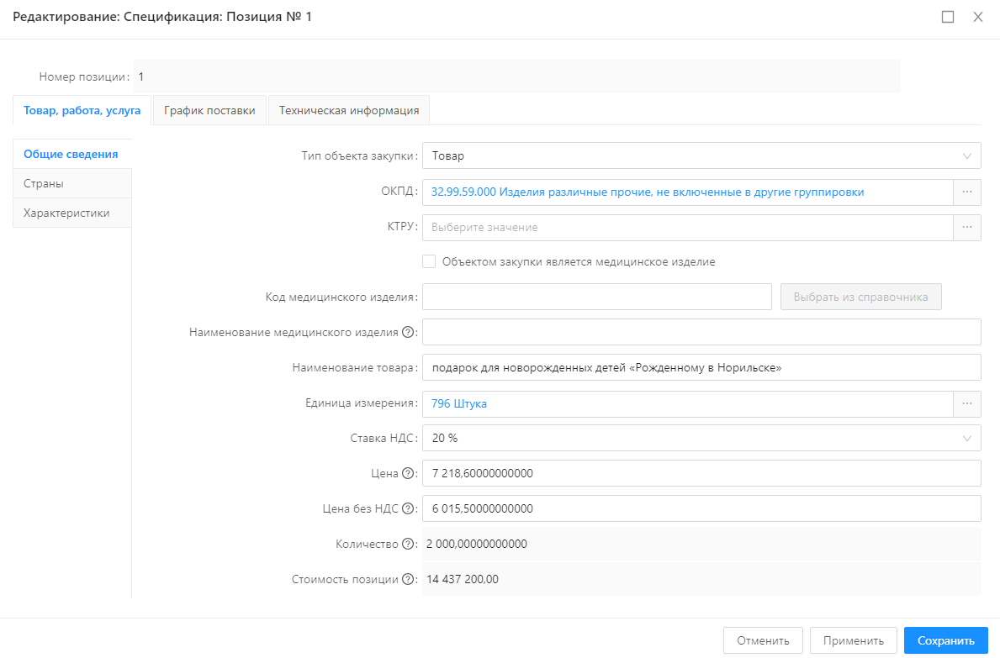 Редактирование: Спецификация: Позиция № 1
Номер позиции: 1
Товар, работа, услуга График поставки Техническая информация
Общие сведения
Страны
Характеристики
Тип объекта закупки: Товар
ОКПД: 32.99.59.000 Изделия различные прочие, не включенные в другие группировки ...
КТРУ: Выберите значение ...
Объектом закупки является медицинское изделие
Код медицинского изделия: Выбрать из справочника
Наименование медицинского изделия ?:
Наименование товара: подарок для новорожденных детей «Рожденному в Норильске»
Единица измерения: 796 Штука ...
Ставка НДС: 20 %
Цена ?: 7 218,60000000000
Цена без НДС ?: 6 015,50000000000
Количество ?: 2 000,00000000000
Стоимость позиции ?: 14 437 200,00
Отменить Применить Сохранить